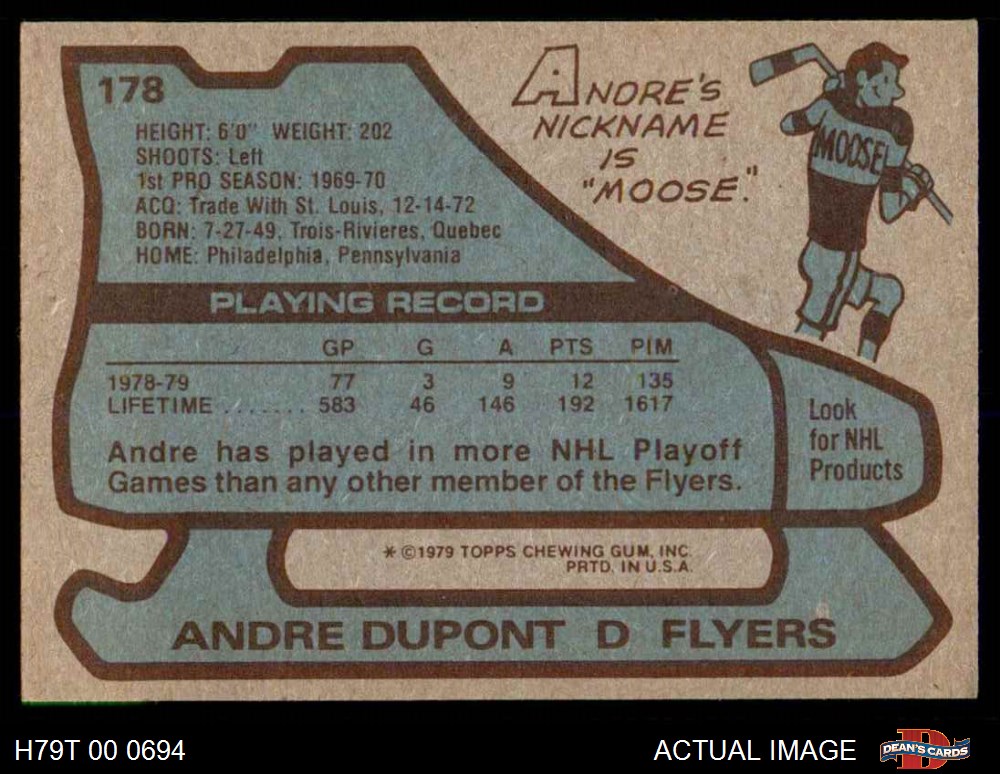 178
HEIGHT: 6'0" WEIGHT: 202
SHOOTS: Left
1st PRO SEASON: 1969-70
ACQ: Trade With St. Louis, 12-14-72
BORN: 7-27-49, Trois-Rivieres, Quebec
HOME: Philadelphia, Pennsylvania
ANDRE'S
NICKNAME
IS
"MOOSE."
MOOSE
PLAYING RECORD
GP G A PTS PIM
1978-79 77 3 9 12 135
LIFETIME ........ 583 46 146 192 1617
Andre has played in more NHL Playoff
Games than any other member of the Flyers.
Look
for NHL
Products
* ©1979 TOPPS CHEWING GUM, INC.
PRTD. IN U.S.A.
ANDRE DUPONT D FLYERS
H79T 00 0694
ACTUAL IMAGE
D
DEAN'S CARDS